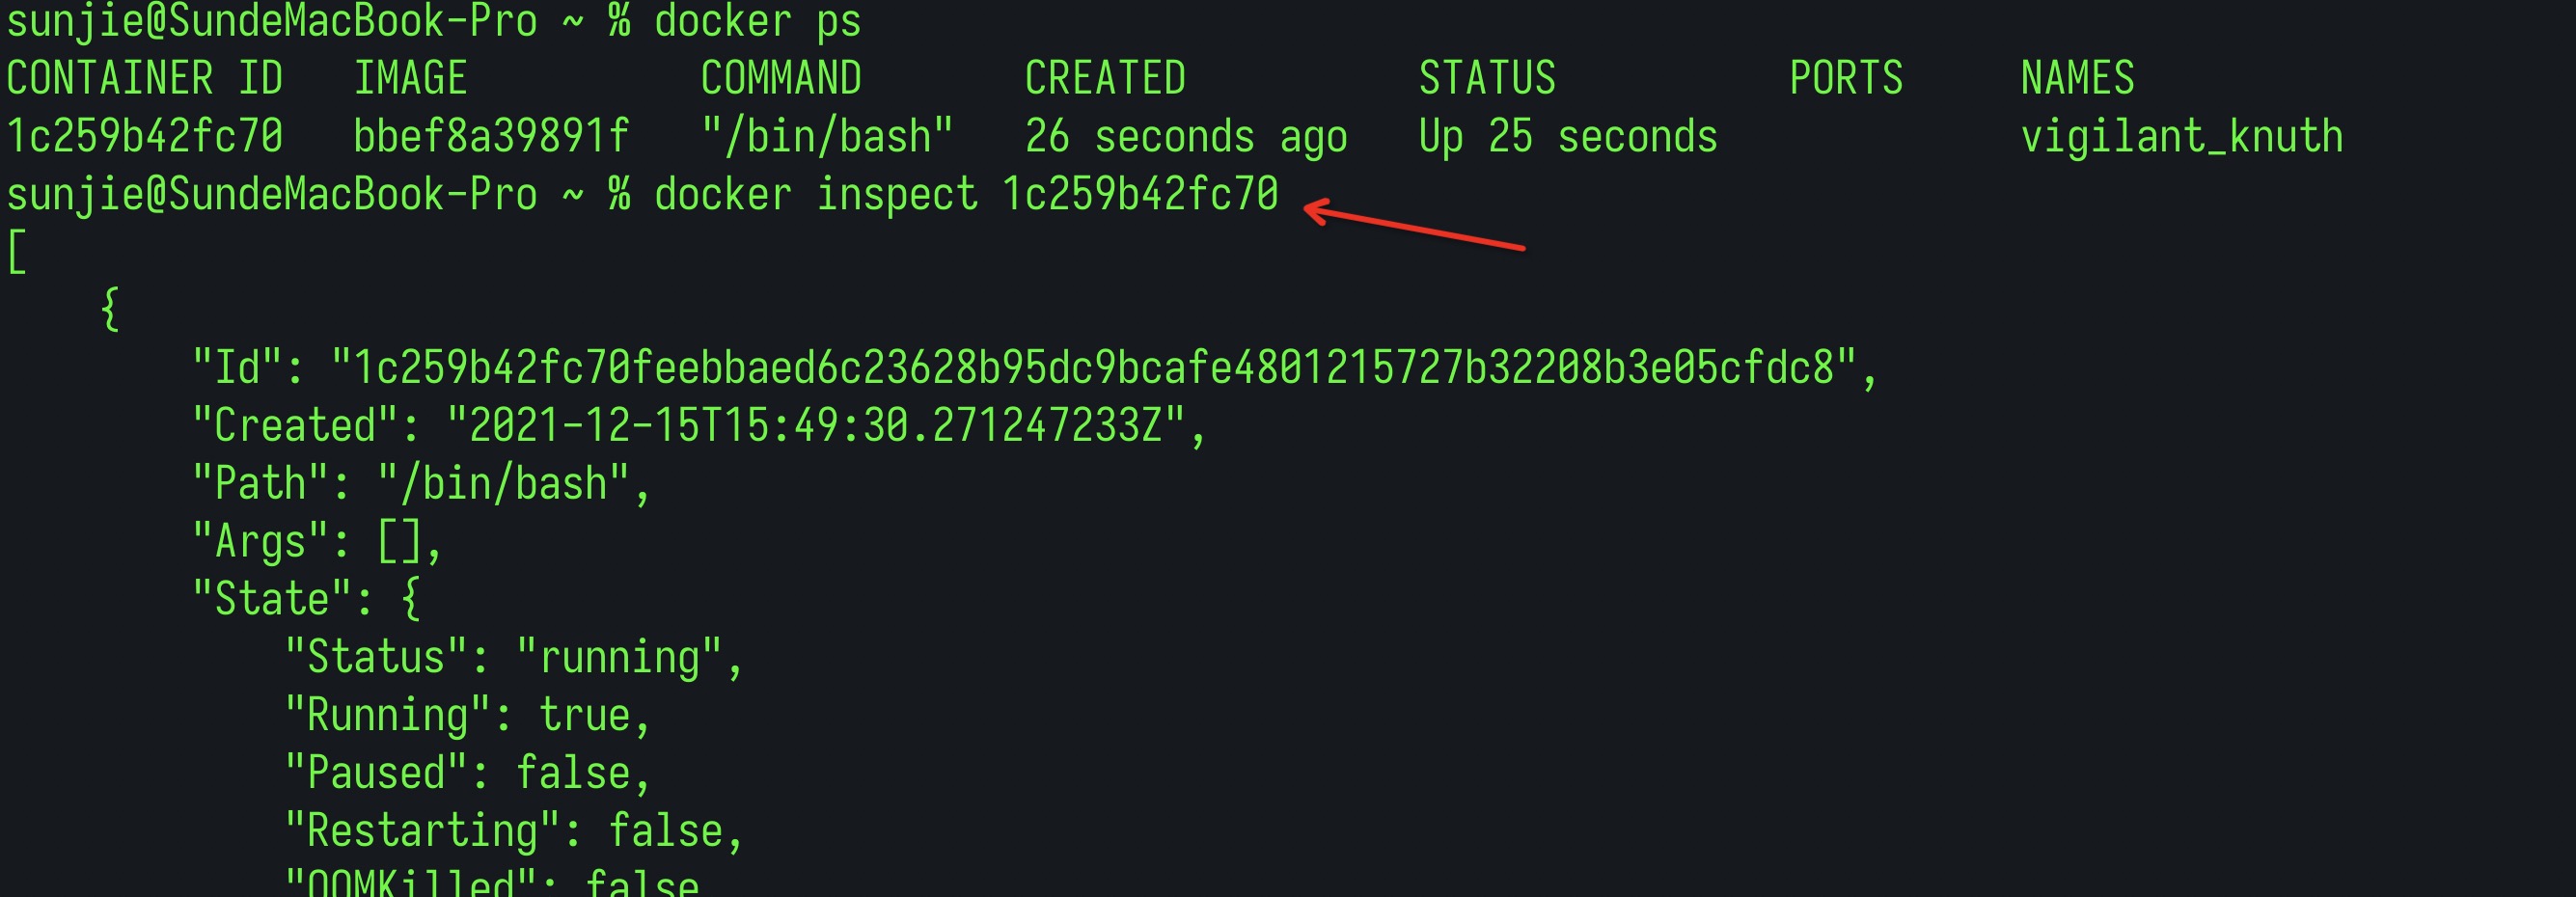 sunjie@SundeMacBook-Pro ~ % docker ps
CONTAINER ID   IMAGE          COMMAND       CREATED          STATUS          PORTS     NAMES
1c259b42fc70   bbef8a39891f   "/bin/bash"   26 seconds ago   Up 25 seconds             vigilant_knuth
sunjie@SundeMacBook-Pro ~ % docker inspect 1c259b42fc70
[
    {
        "Id": "1c259b42fc70feebbaed6c23628b95dc9bcafe4801215727b32208b3e05cfdc8",
        "Created": "2021-12-15T15:49:30.271247233Z",
        "Path": "/bin/bash",
        "Args": [],
        "State": {
            "Status": "running",
            "Running": true,
            "Paused": false,
            "Restarting": false,
            "OOMKilled": false